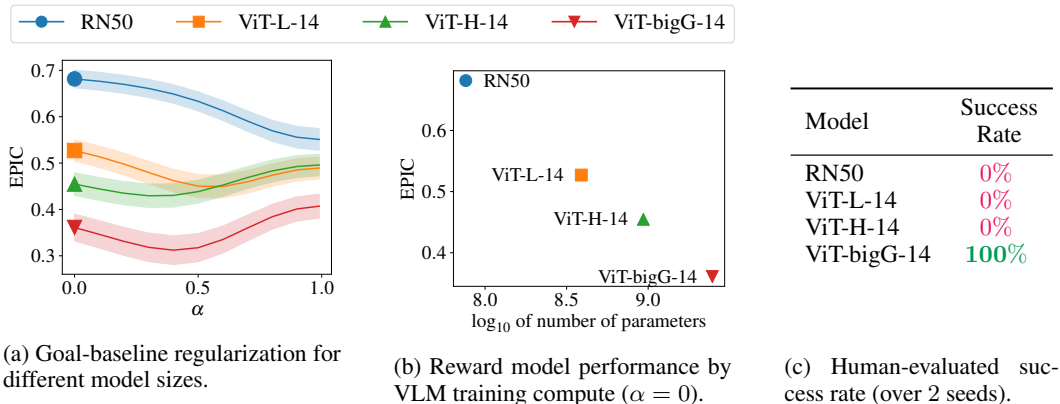 RN50 ViT-L-14 ViT-H-14 ViT-bigG-14
0.7
0.6
0.5
0.4
0.3
EPIC
0.0 0.5 1.0
α
(a) Goal-baseline regularization for
different model sizes.
RN50
ViT-L-14
ViT-H-14
ViT-bigG-14
0.6
0.5
0.4
EPIC
8.0 8.5 9.0
log₁₀ of number of parameters
(b) Reward model performance by
VLM training compute (α = 0).
Model Success
Rate
RN50 0%
ViT-L-14 0%
ViT-H-14 0%
ViT-bigG-14 100%
(c) Human-evaluated suc-
cess rate (over 2 seeds).